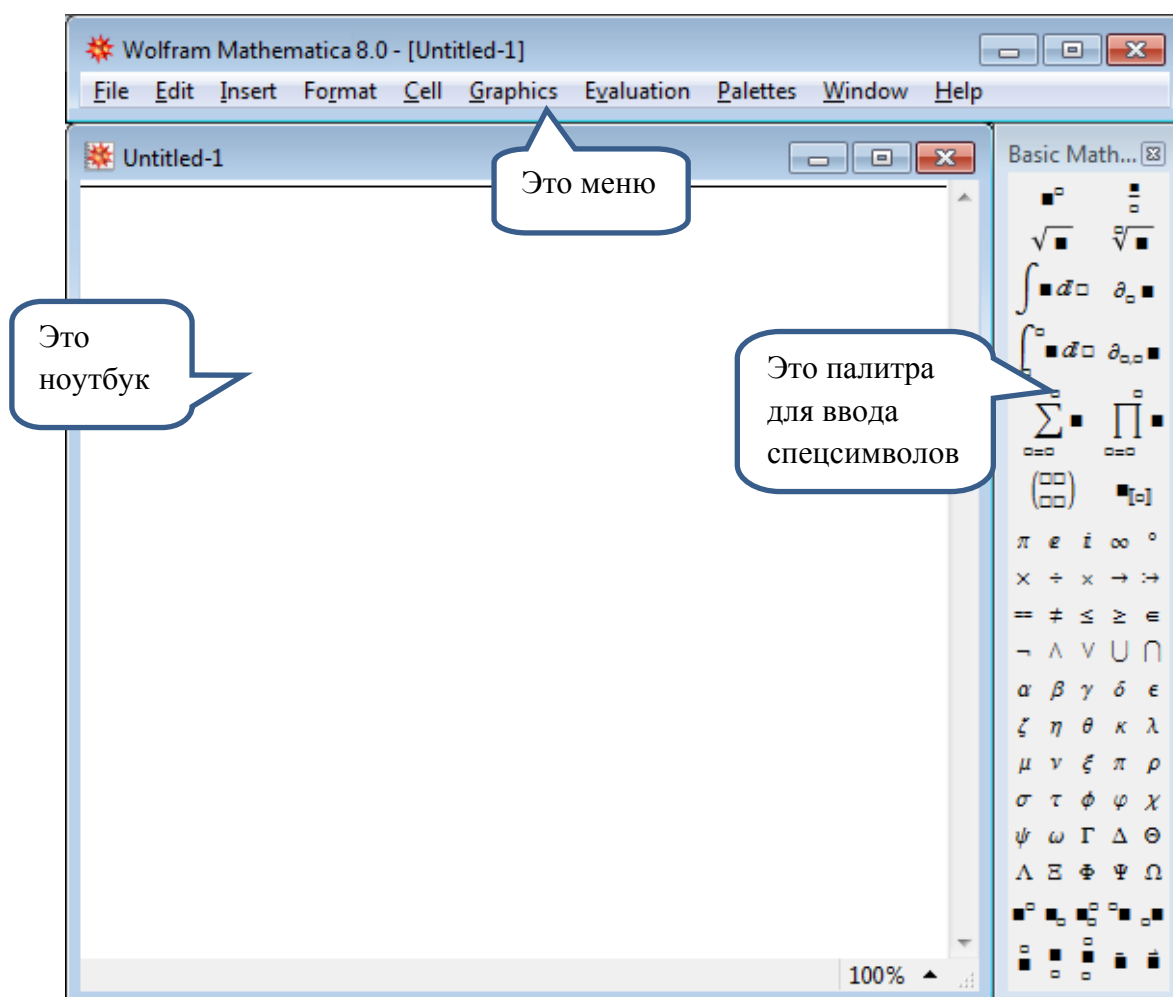 Wolfram Mathematica 8.0 - [Untitled-1]
File Edit Insert Format Cell Graphics Evaluation Palettes Window Help
Untitled-1
Basic Math...
Это меню
Это
ноутбук
Это палитра
для ввода
спецсимволов
■□ ■/□
√■ □√■
∫■ⅆ□ ∂□■
∫□□■ⅆ□ ∂□,□■
∑□□=□■ ∏□□=□■
(□□□□) ■[□]
π ⅇ ⅈ ∞ °
× ÷ × → :→
== ≠ ≤ ≥ ∈
¬ ∧ ∨ ∪ ∩
α β γ δ ϵ
ζ η θ κ λ
μ ν ξ π ρ
σ τ ϕ φ χ
ψ ω Γ Δ Θ
Λ Ξ Φ Ψ Ω
100%